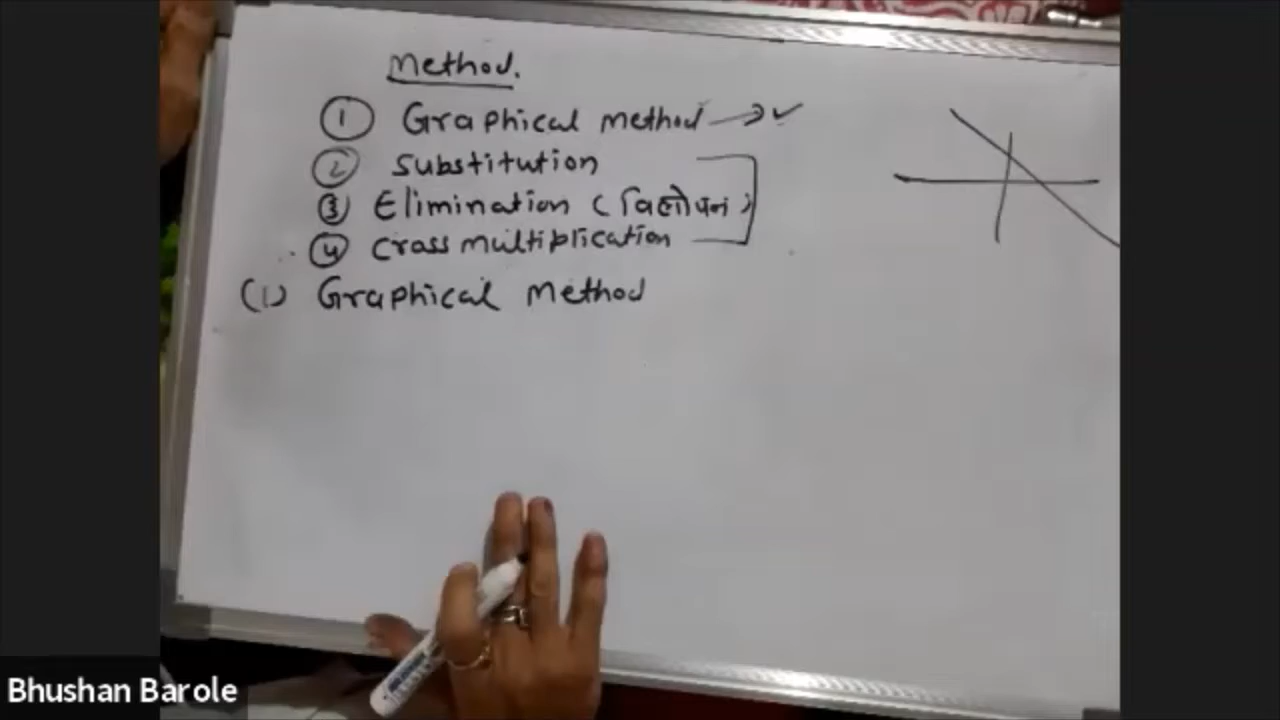 Method.
① Graphical method → ✓
② Substitution
③ Elimination (विलोपन)
④ Cross multiplication
(1) Graphical Method
Bhushan Barole